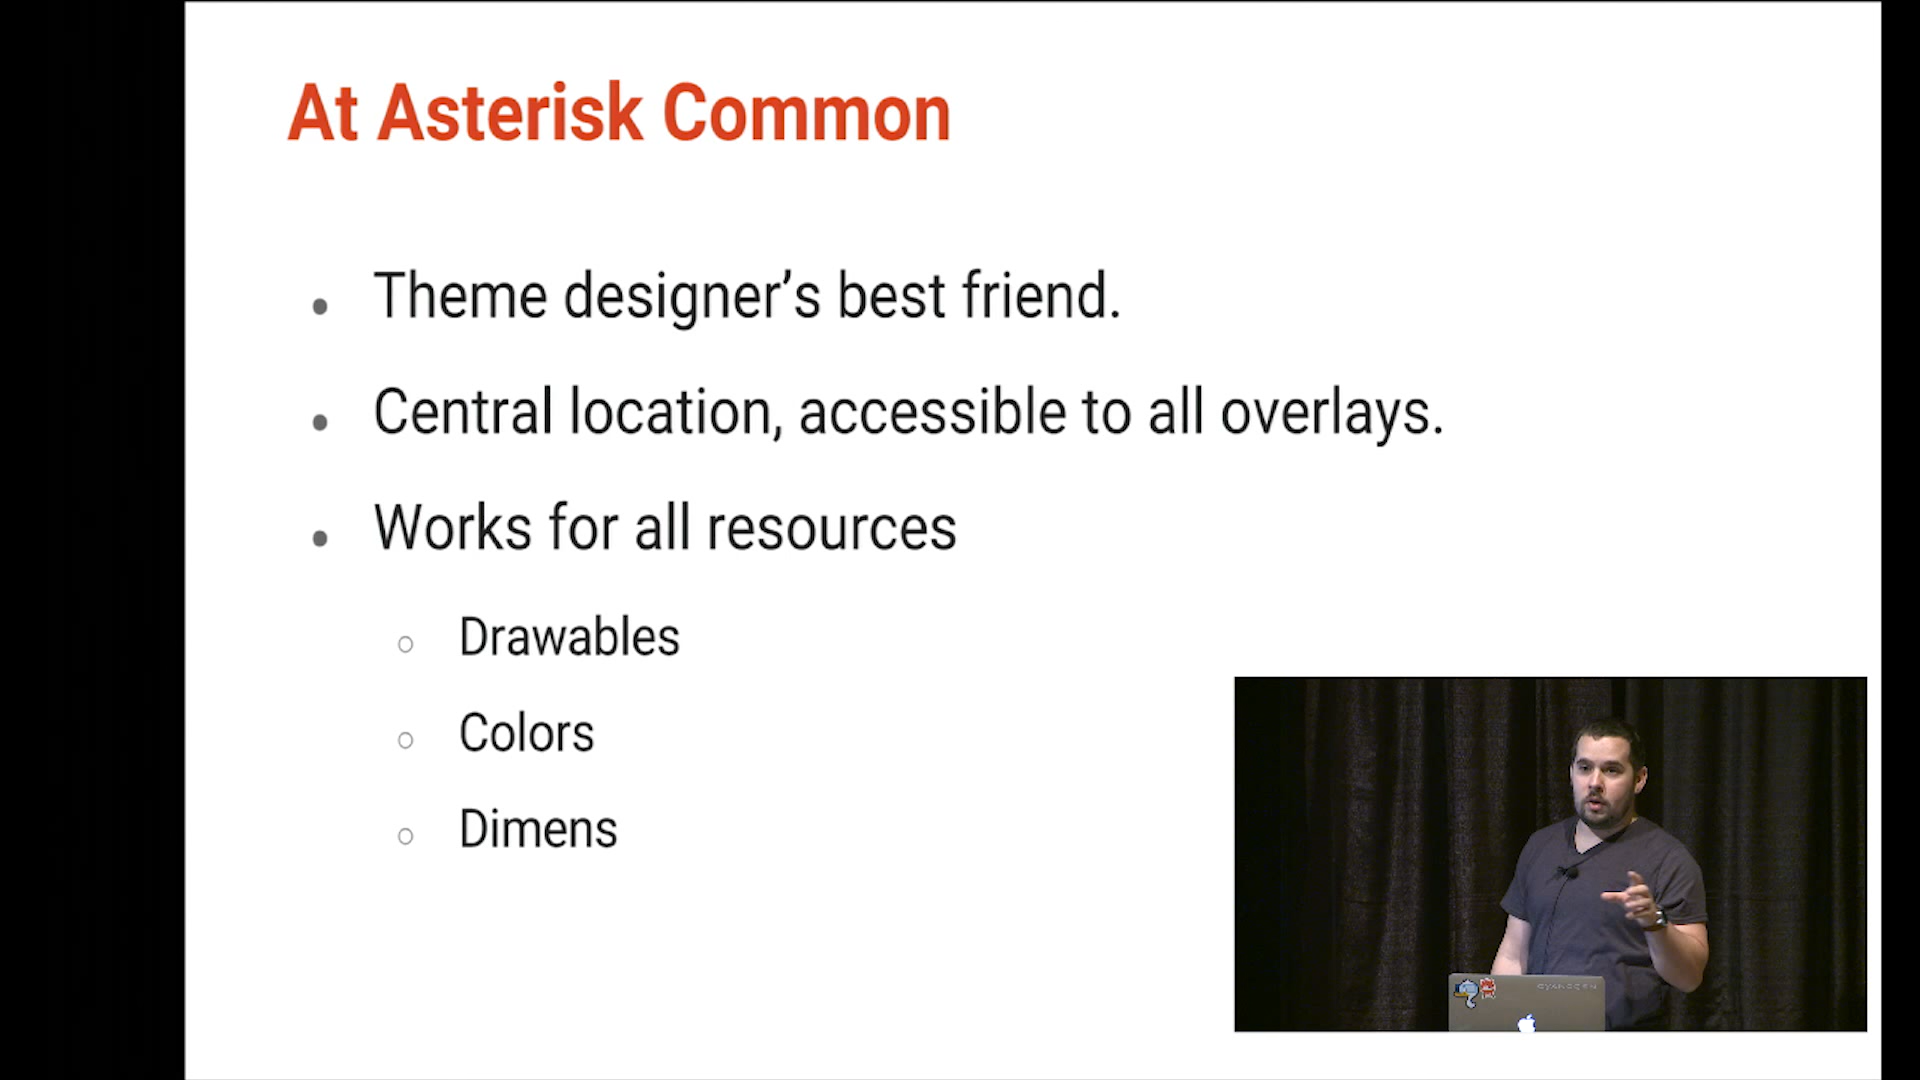 At Asterisk Common
Theme designer’s best friend.
Central location, accessible to all overlays.
Works for all resources
Drawables
Colors
Dimens
CYANOGEN